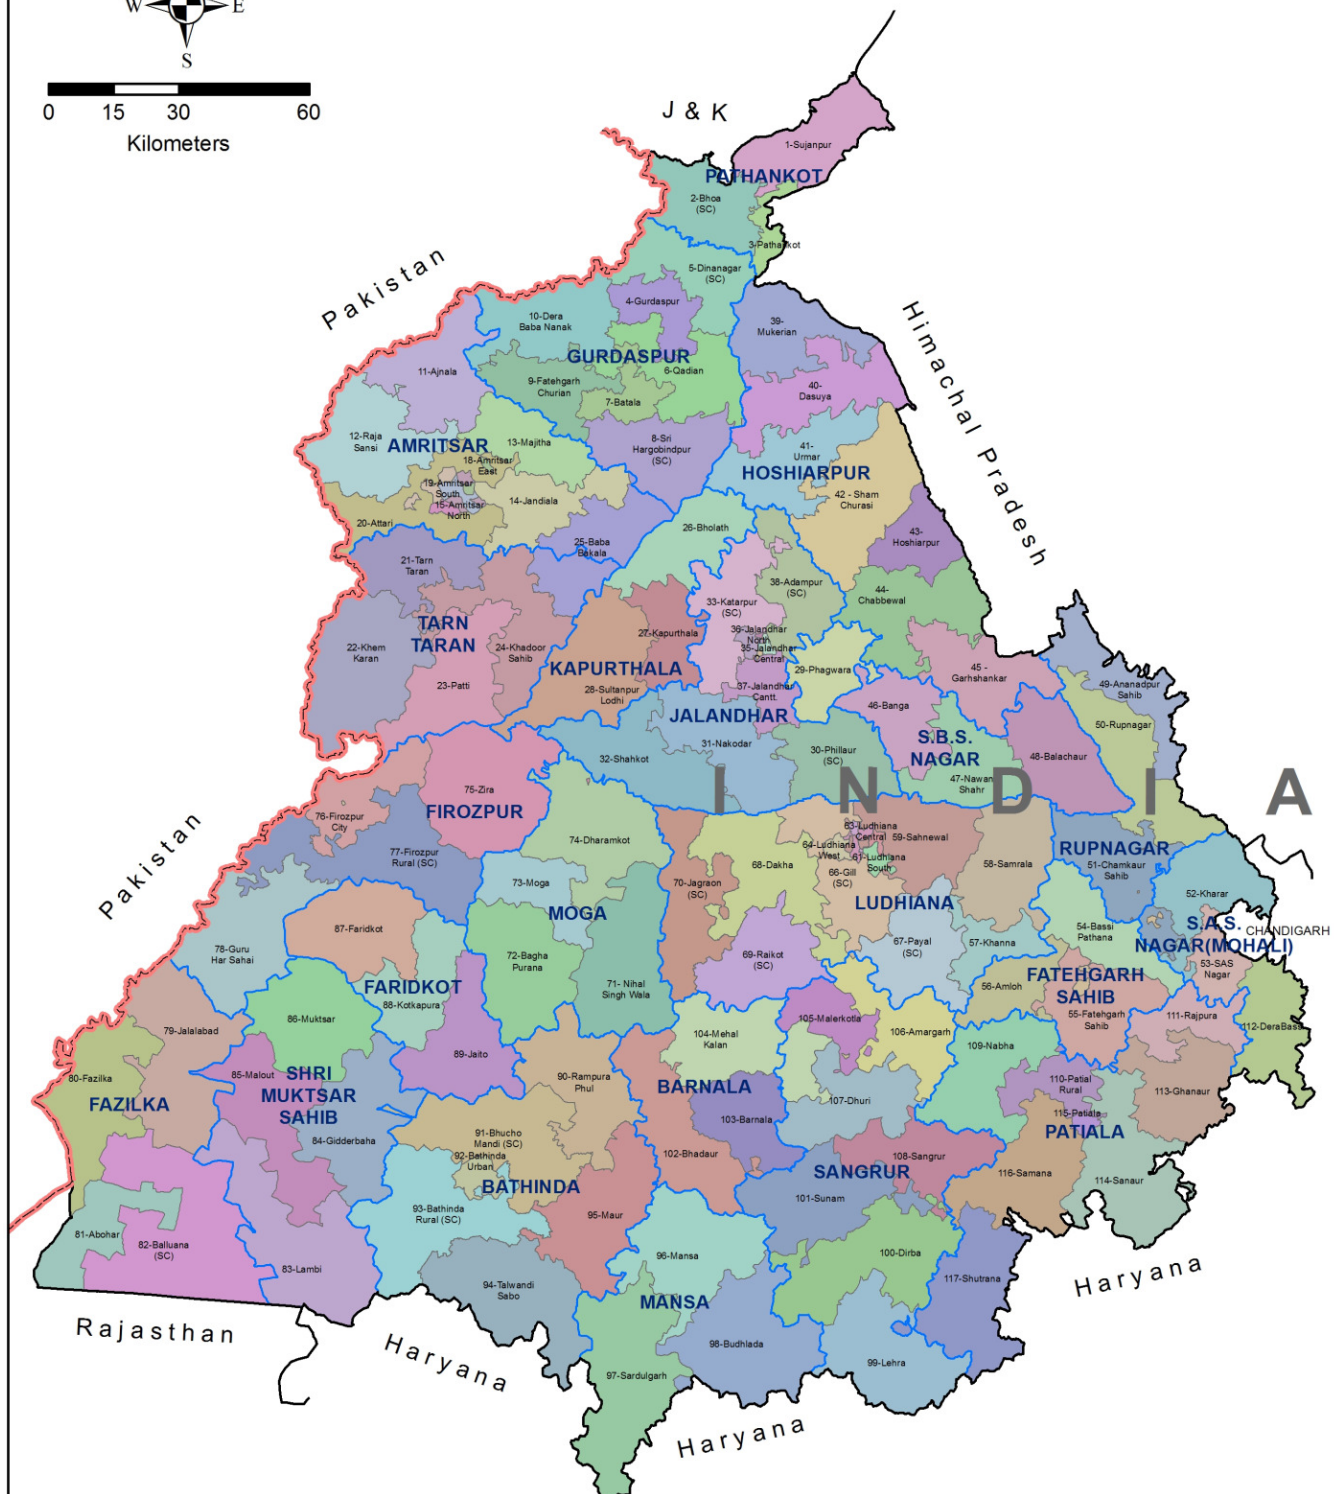 W E
S
0 15 30 60
Kilometers
J & K
1-Sujanpur
PATHANKOT
2-Bhoa
(SC)
3-Pathankot
Pakistan
5-Dinanagar
(SC)
4-Gurdaspur
10-Dera
Baba Nanak
GURDASPUR
6-Qadian
9-Fatehgarh
Churian
7-Batala
8-Sri
Hargobindpur
(SC)
39-
Mukerian
40-
Dasuya
Himachal Pradesh
11-Ajnala
12-Raja
Sansi
AMRITSAR
13-Majitha
18-Amritsar
East
19-Amritsar
South
15-Amritsar
North
14-Jandiala
20-Attari
41-
Urmar
HOSHIARPUR
42 - Sham
Churasi
43-
Hoshiarpur
44-
Chabbewal
45 -
Garhshankar
25-Baba
Bakala
26-Bholath
21-Tarn
Taran
TARN
TARAN
22-Khem
Karan
23-Patti
24-Khadoor
Sahib
27-Kapurthala
KAPURTHALA
28-Sultanpur
Lodhi
33-Katarpur
(SC)
38-Adampur
(SC)
36-Jalandhar
North
35-Jalandhar
Central
37-Jalandhar
Cantt.
29-Phagwara
JALANDHAR
31-Nakodar
32-Shahkot
30-Phillaur
(SC)
46-Banga
S.B.S.
NAGAR
47-Nawan
Shahr
48-Balachaur
49-Ananadpur
Sahib
50-Rupnagar
I N D I A
Pakistan
75-Zira
FIROZPUR
76-Firozpur
City
77-Firozpur
Rural (SC)
78-Guru
Har Sahai
74-Dharamkot
73-Moga
MOGA
72-Bagha
Purana
71- Nihal
Singh Wala
70-Jagraon
(SC)
68-Dakha
63-Ludhiana
Central
64-Ludhiana
West
61-Ludhiana
South
66-Gill
(SC)
59-Sahnewal
58-Samrala
LUDHIANA
67-Payal
(SC)
57-Khanna
69-Raikot
(SC)
RUPNAGAR
51-Chamkaur
Sahib
52-Kharar
S.A.S.
NAGAR(MOHALI)
CHANDIGARH
53-SAS
Nagar
54-Bassi
Pathana
FATEHGARH
SAHIB
56-Amloh
55-Fatehgarh
Sahib
111-Rajpura
112-DeraBassi
87-Faridkot
FARIDKOT
88-Kotkapura
89-Jaito
86-Muktsar
79-Jalalabad
80-Fazilka
FAZILKA
85-Malout
SHRI
MUKTSAR
SAHIB
84-Gidderbaha
81-Abohar
82-Balluana
(SC)
83-Lambi
90-Rampura
Phul
91-Bhucho
Mandi (SC)
92-Bathinda
Urban
BATHINDA
93-Bathinda
Rural (SC)
94-Talwandi
Sabo
95-Maur
104-Mehal
Kalan
BARNALA
103-Barnala
102-Bhadaur
105-Malerkotla
106-Amargarh
107-Dhuri
108-Sangrur
SANGRUR
101-Sunam
100-Dirba
99-Lehra
109-Nabha
110-Patial
Rural
115-Patiala
PATIALA
113-Ghanaur
114-Sanaur
116-Samana
117-Shutrana
96-Mansa
MANSA
98-Budhlada
97-Sardulgarh
Rajasthan
Haryana
Haryana
Haryana